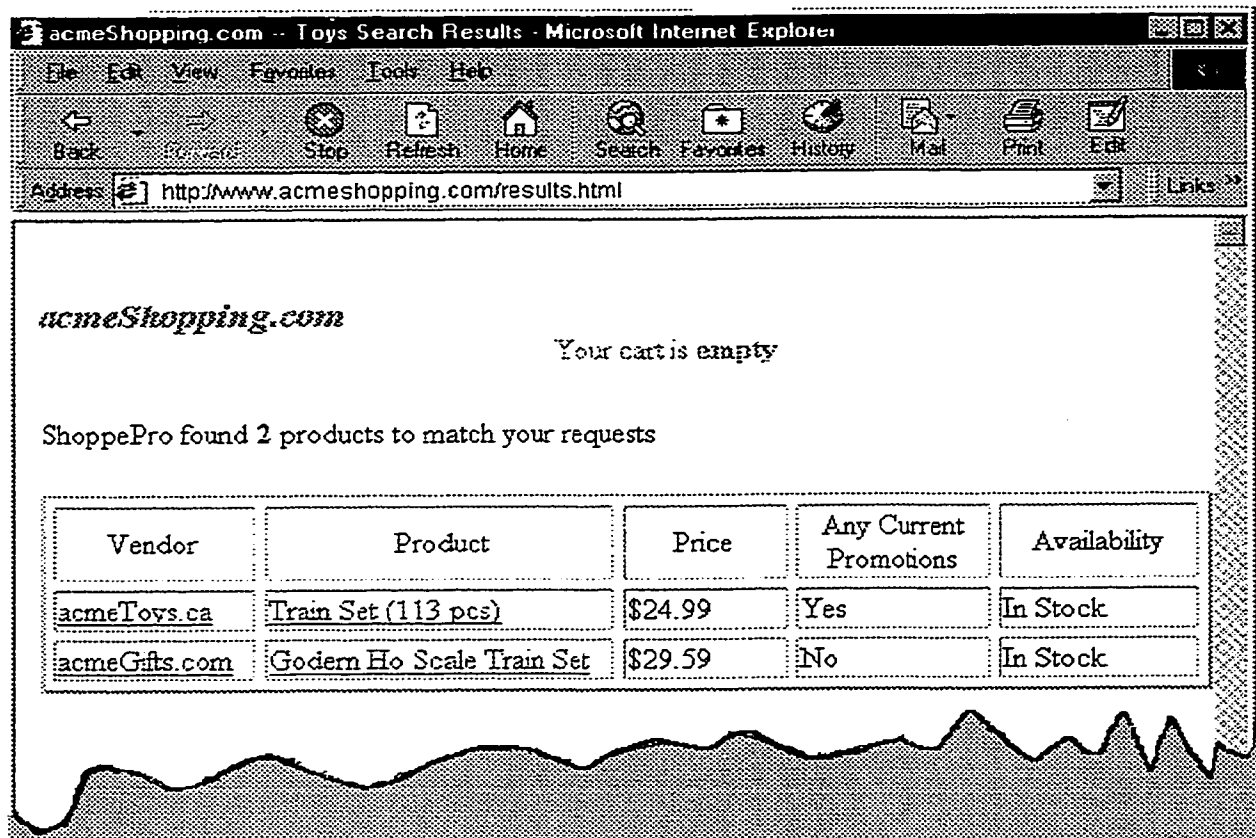 acmeShopping.com -- Toys Search Results - Microsoft Internet Explorer
File Edit View Favorites Tools Help
Back Forward Stop Refresh Home Search Favorites History Mail Print Edit
Address http://www.acmeshopping.com/results.html Links »
acmeShopping.com
Your cart is empty
ShoppePro found 2 products to match your requests
Vendor Product Price Any Current Promotions Availability
acmeToys.ca Train Set (113 pcs) $24.99 Yes In Stock
acmeGifts.com Godem Ho Scale Train Set $29.59 No In Stock